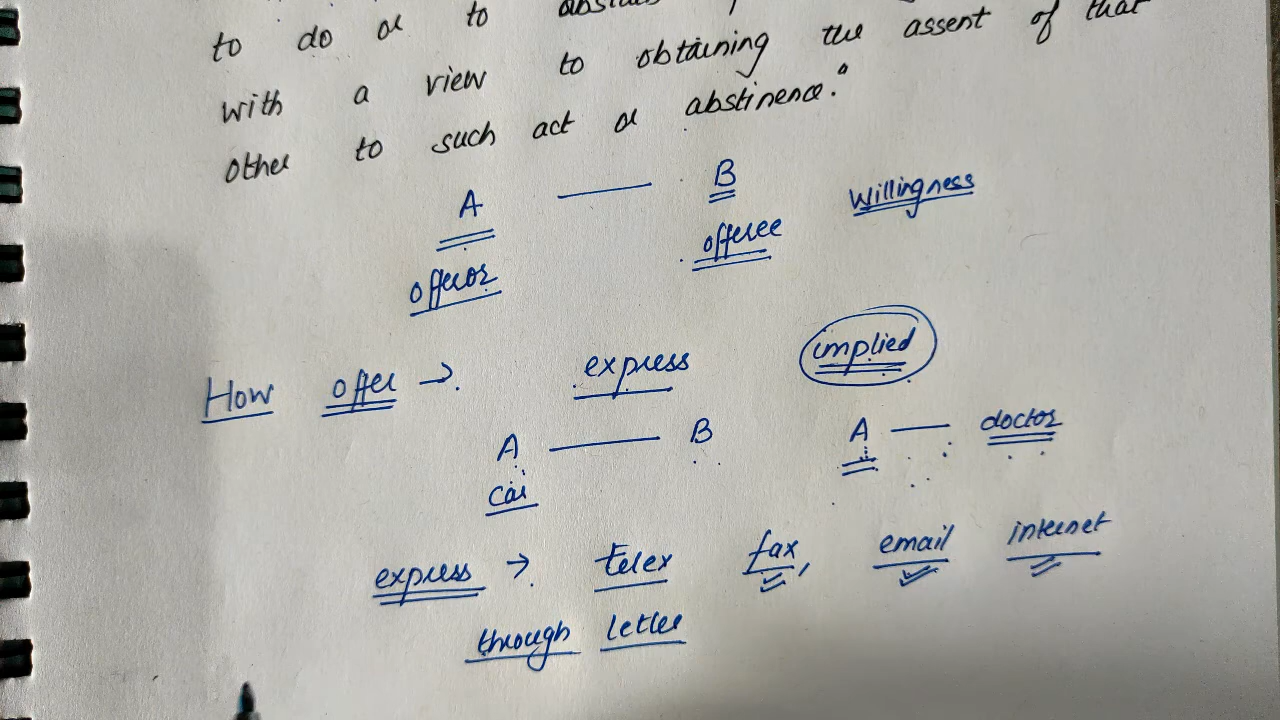 to do or to abstain
with a view to obtaining the assent of that
other to such act or abstinence."
A — B willingness
offeror offeree
How offer → express implied
A — B A — doctor
car
express → telex fax, email internet
through letter